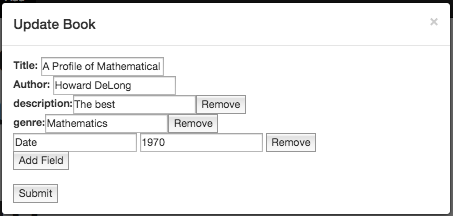 Update Book ×
Title: A Profile of Mathematical
Author: Howard DeLong
description: The best Remove
genre: Mathematics Remove
Date 1970 Remove
Add Field
Submit